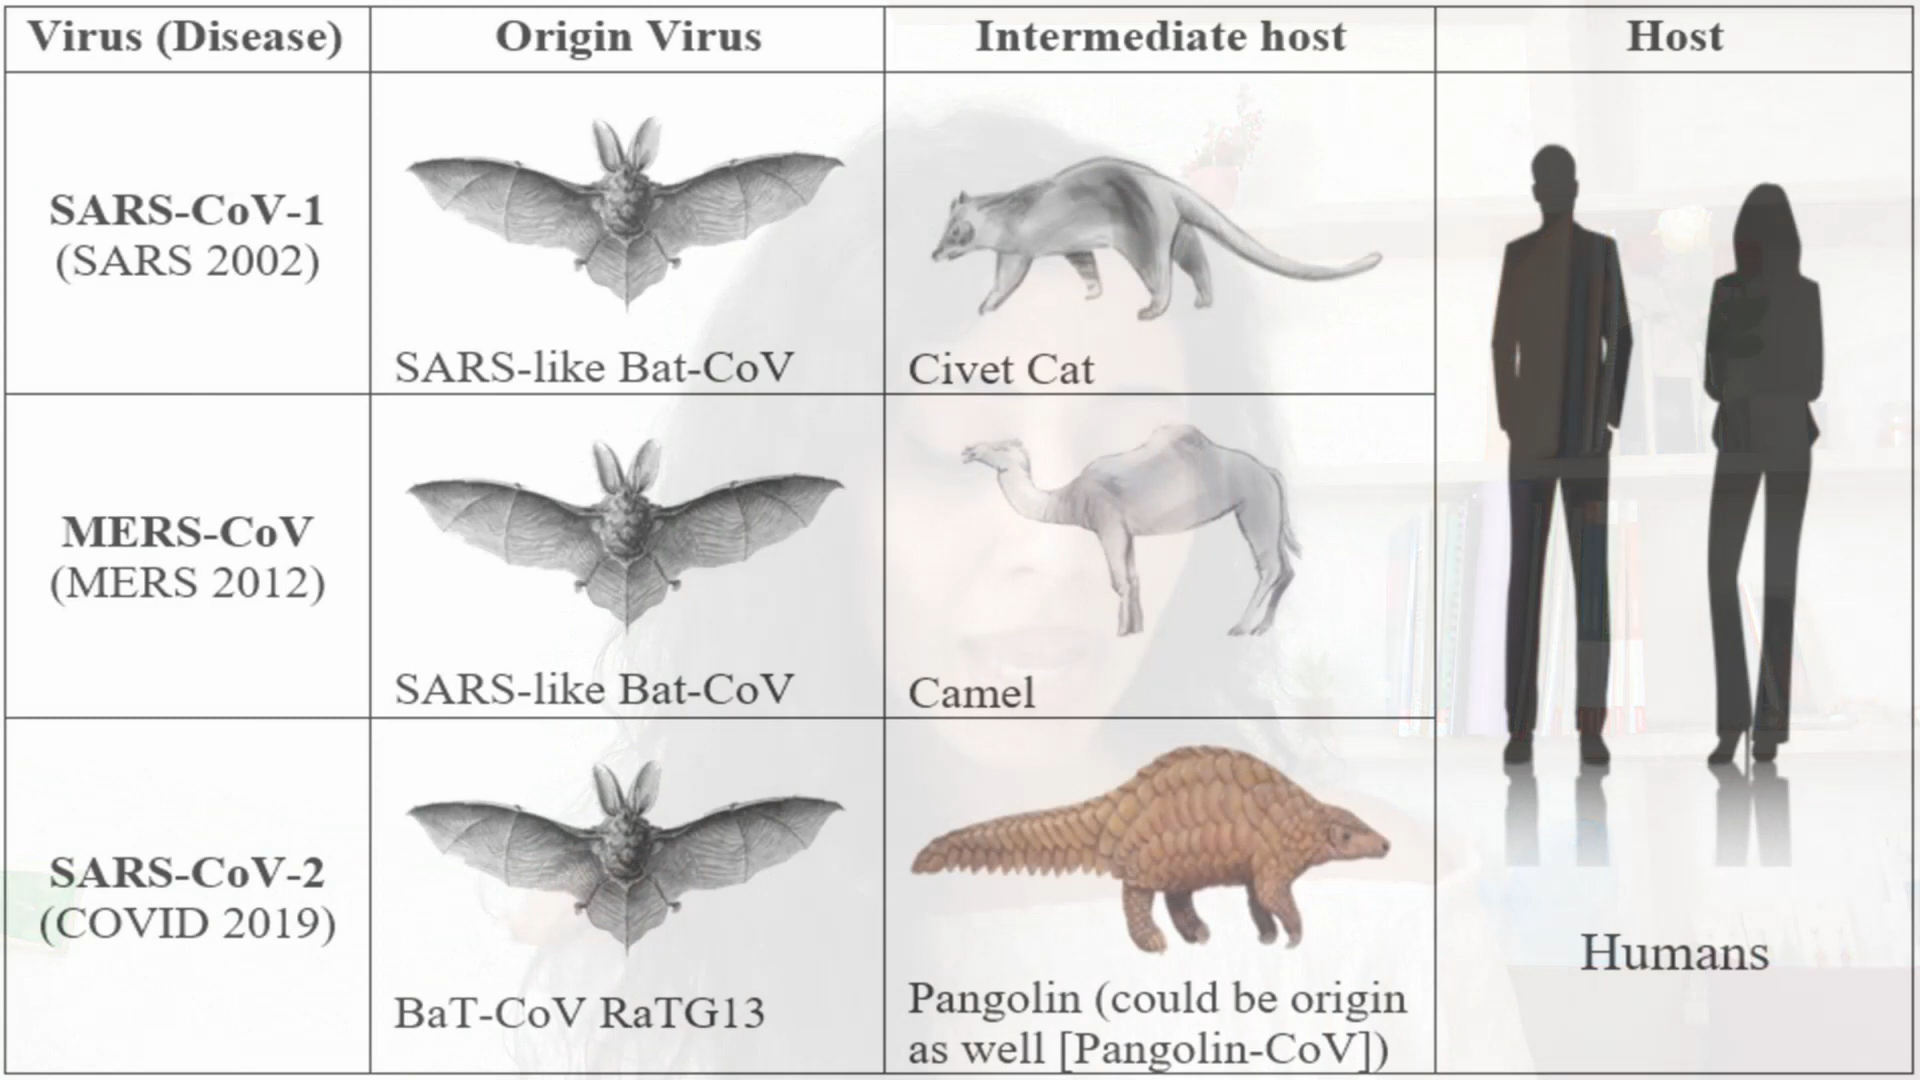 Virus (Disease)
Origin Virus
Intermediate host
Host
SARS-CoV-1
(SARS 2002)
SARS-like Bat-CoV
Civet Cat
MERS-CoV
(MERS 2012)
SARS-like Bat-CoV
Camel
SARS-CoV-2
(COVID 2019)
BaT-CoV RaTG13
Pangolin (could be origin
as well [Pangolin-CoV])
Humans